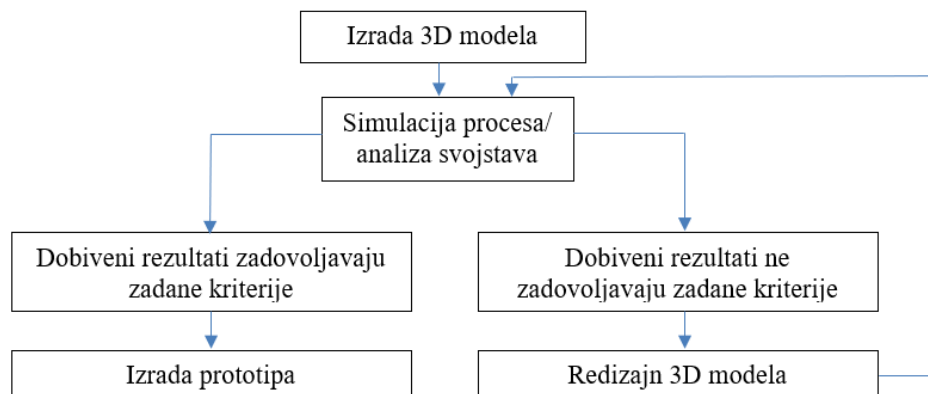 Izrada 3D modela
Simulacija procesa/
analiza svojstava
Dobiveni rezultati zadovoljavaju
zadane kriterije
Dobiveni rezultati ne
zadovoljavaju zadane kriterije
Izrada prototipa
Redizajn 3D modela